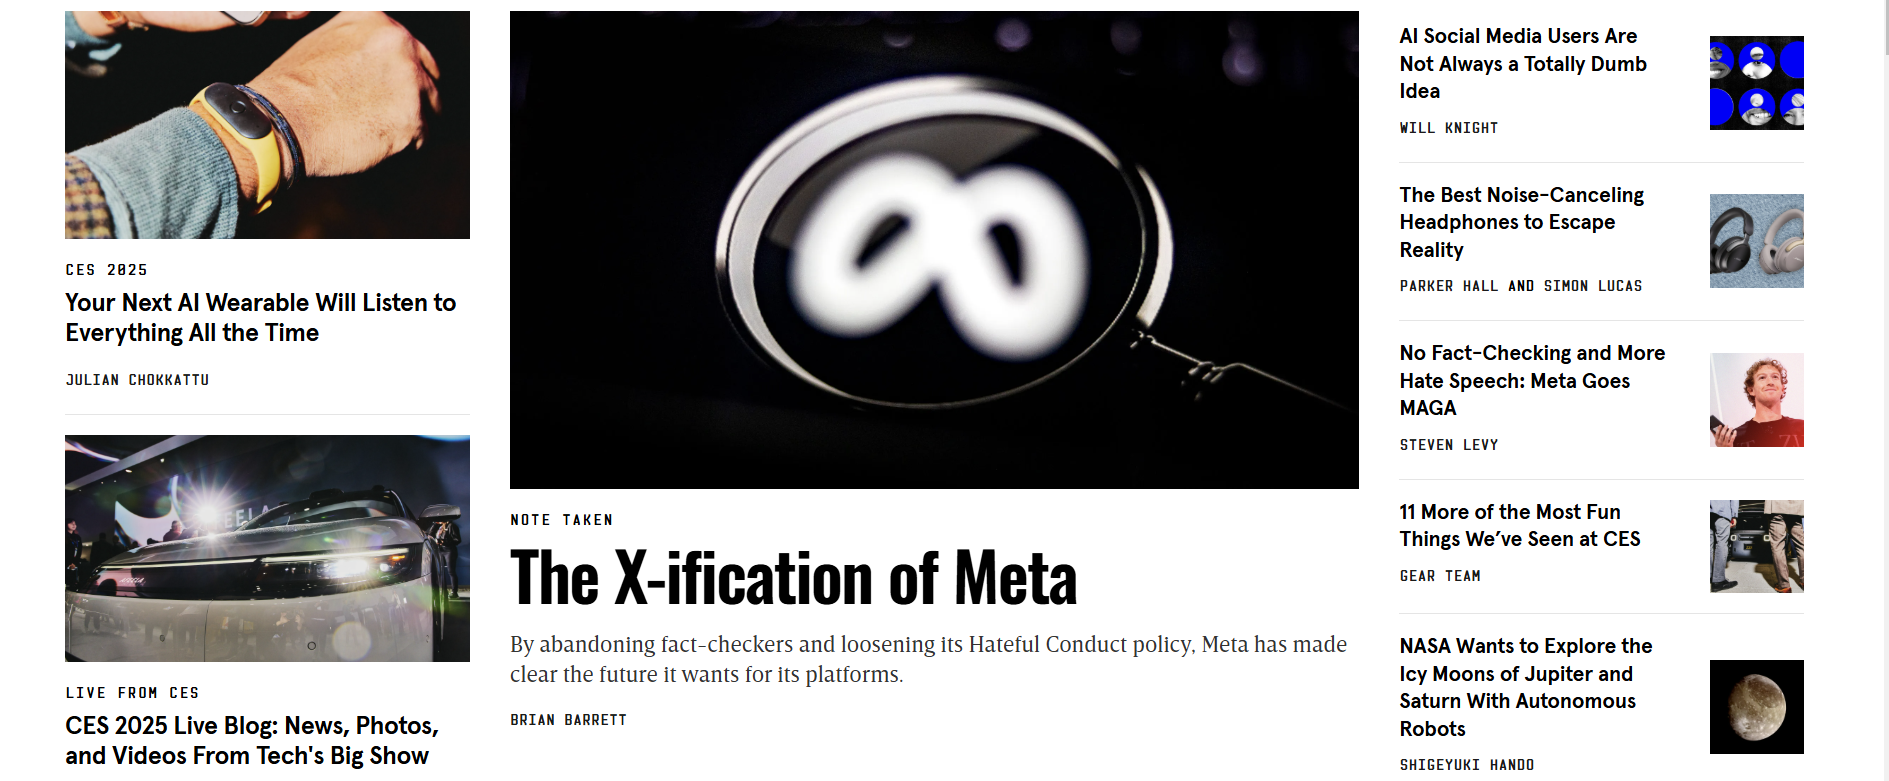 CES 2025
Your Next AI Wearable Will Listen to
Everything All the Time
JULIAN CHOKKATTU
LIVE FROM CES
CES 2025 Live Blog: News, Photos,
and Videos From Tech's Big Show
NOTE TAKEN
The X-ification of Meta
By abandoning fact-checkers and loosening its Hateful Conduct policy, Meta has made
clear the future it wants for its platforms.
BRIAN BARRETT
AI Social Media Users Are
Not Always a Totally Dumb
Idea
WILL KNIGHT
The Best Noise-Canceling
Headphones to Escape
Reality
PARKER HALL AND SIMON LUCAS
No Fact-Checking and More
Hate Speech: Meta Goes
MAGA
STEVEN LEVY
11 More of the Most Fun
Things We’ve Seen at CES
GEAR TEAM
NASA Wants to Explore the
Icy Moons of Jupiter and
Saturn With Autonomous
Robots
SHIGEYUKI HANDO